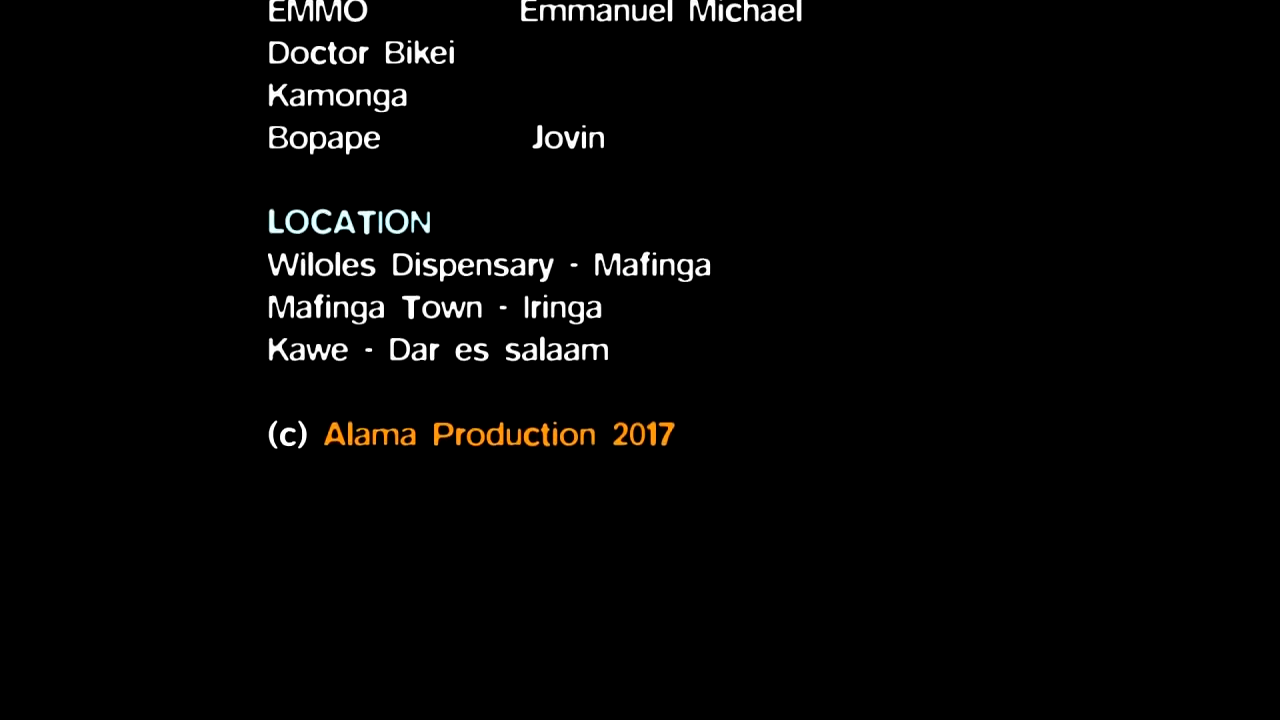 EMMO Emmanuel Michael
Doctor Bikei
Kamonga
Bopape Jovin
LOCATION
Wiloles Dispensary - Mafinga
Mafinga Town - Iringa
Kawe - Dar es salaam
(c) Alama Production 2017